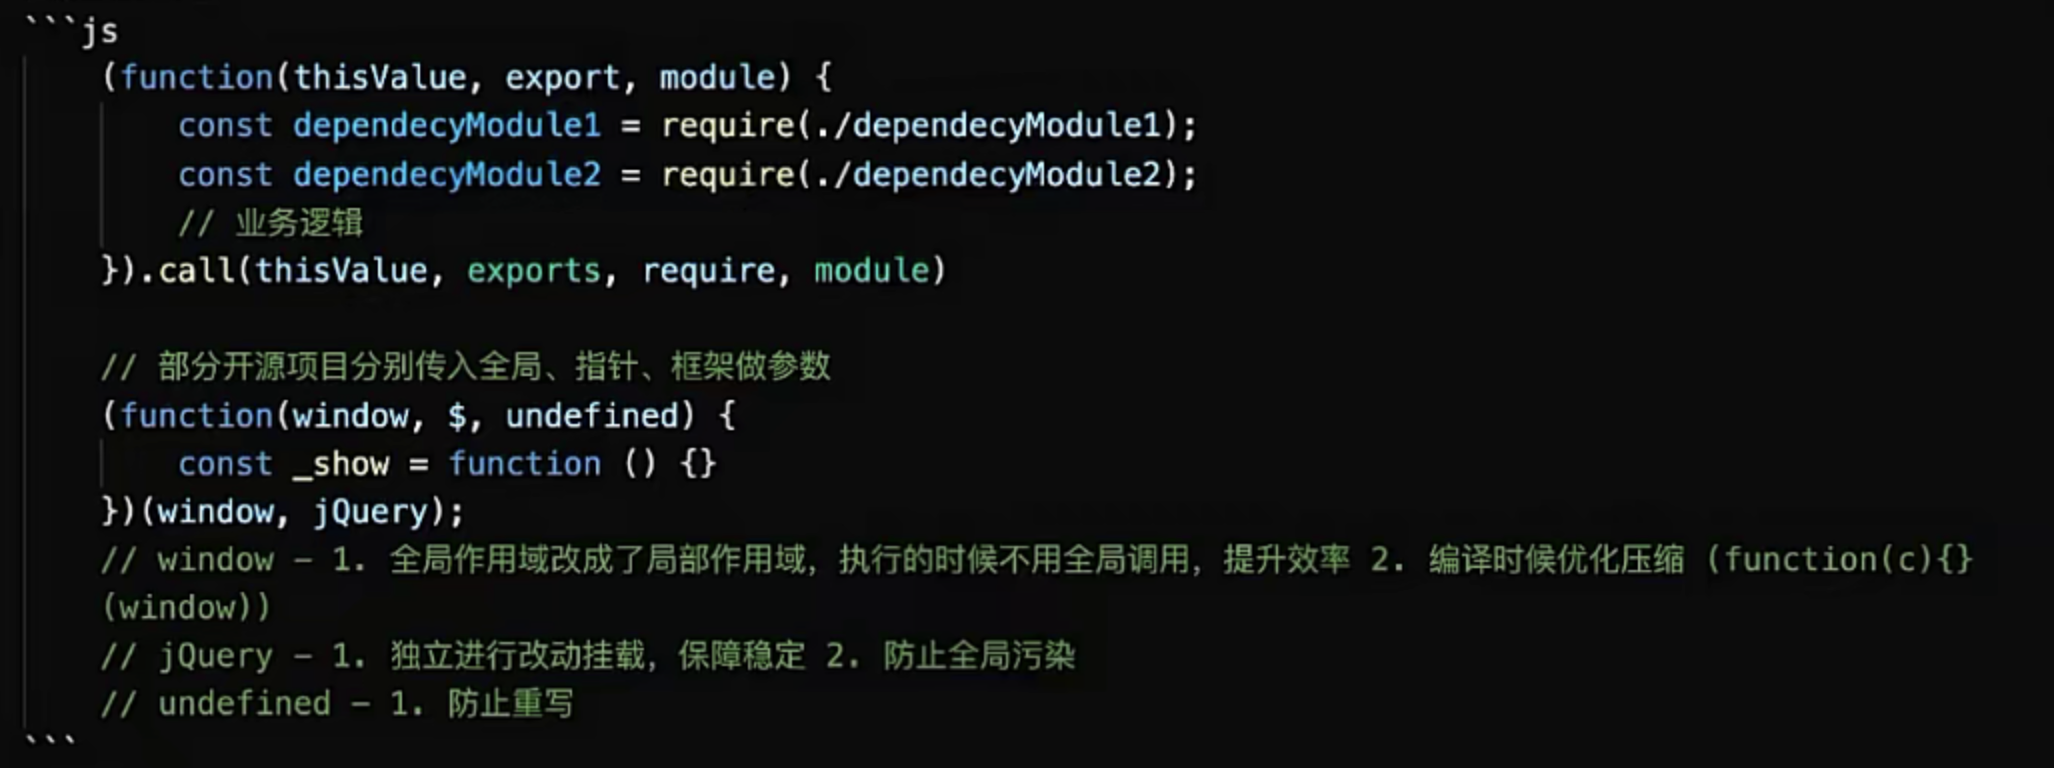 ```js
(function(thisValue, export, module) {
const dependecyModule1 = require(./dependecyModule1);
const dependecyModule2 = require(./dependecyModule2);
// 业务逻辑
}).call(thisValue, exports, require, module)
// 部分开源项目分别传入全局、指针、框架做参数
(function(window, $, undefined) {
const _show = function () {}
})(window, jQuery);
// window – 1. 全局作用域改成了局部作用域，执行的时候不用全局调用，提升效率 2. 编译时候优化压缩 (function(c){}
(window))
// jQuery – 1. 独立进行改动挂载，保障稳定 2. 防止全局污染
// undefined – 1. 防止重写
```